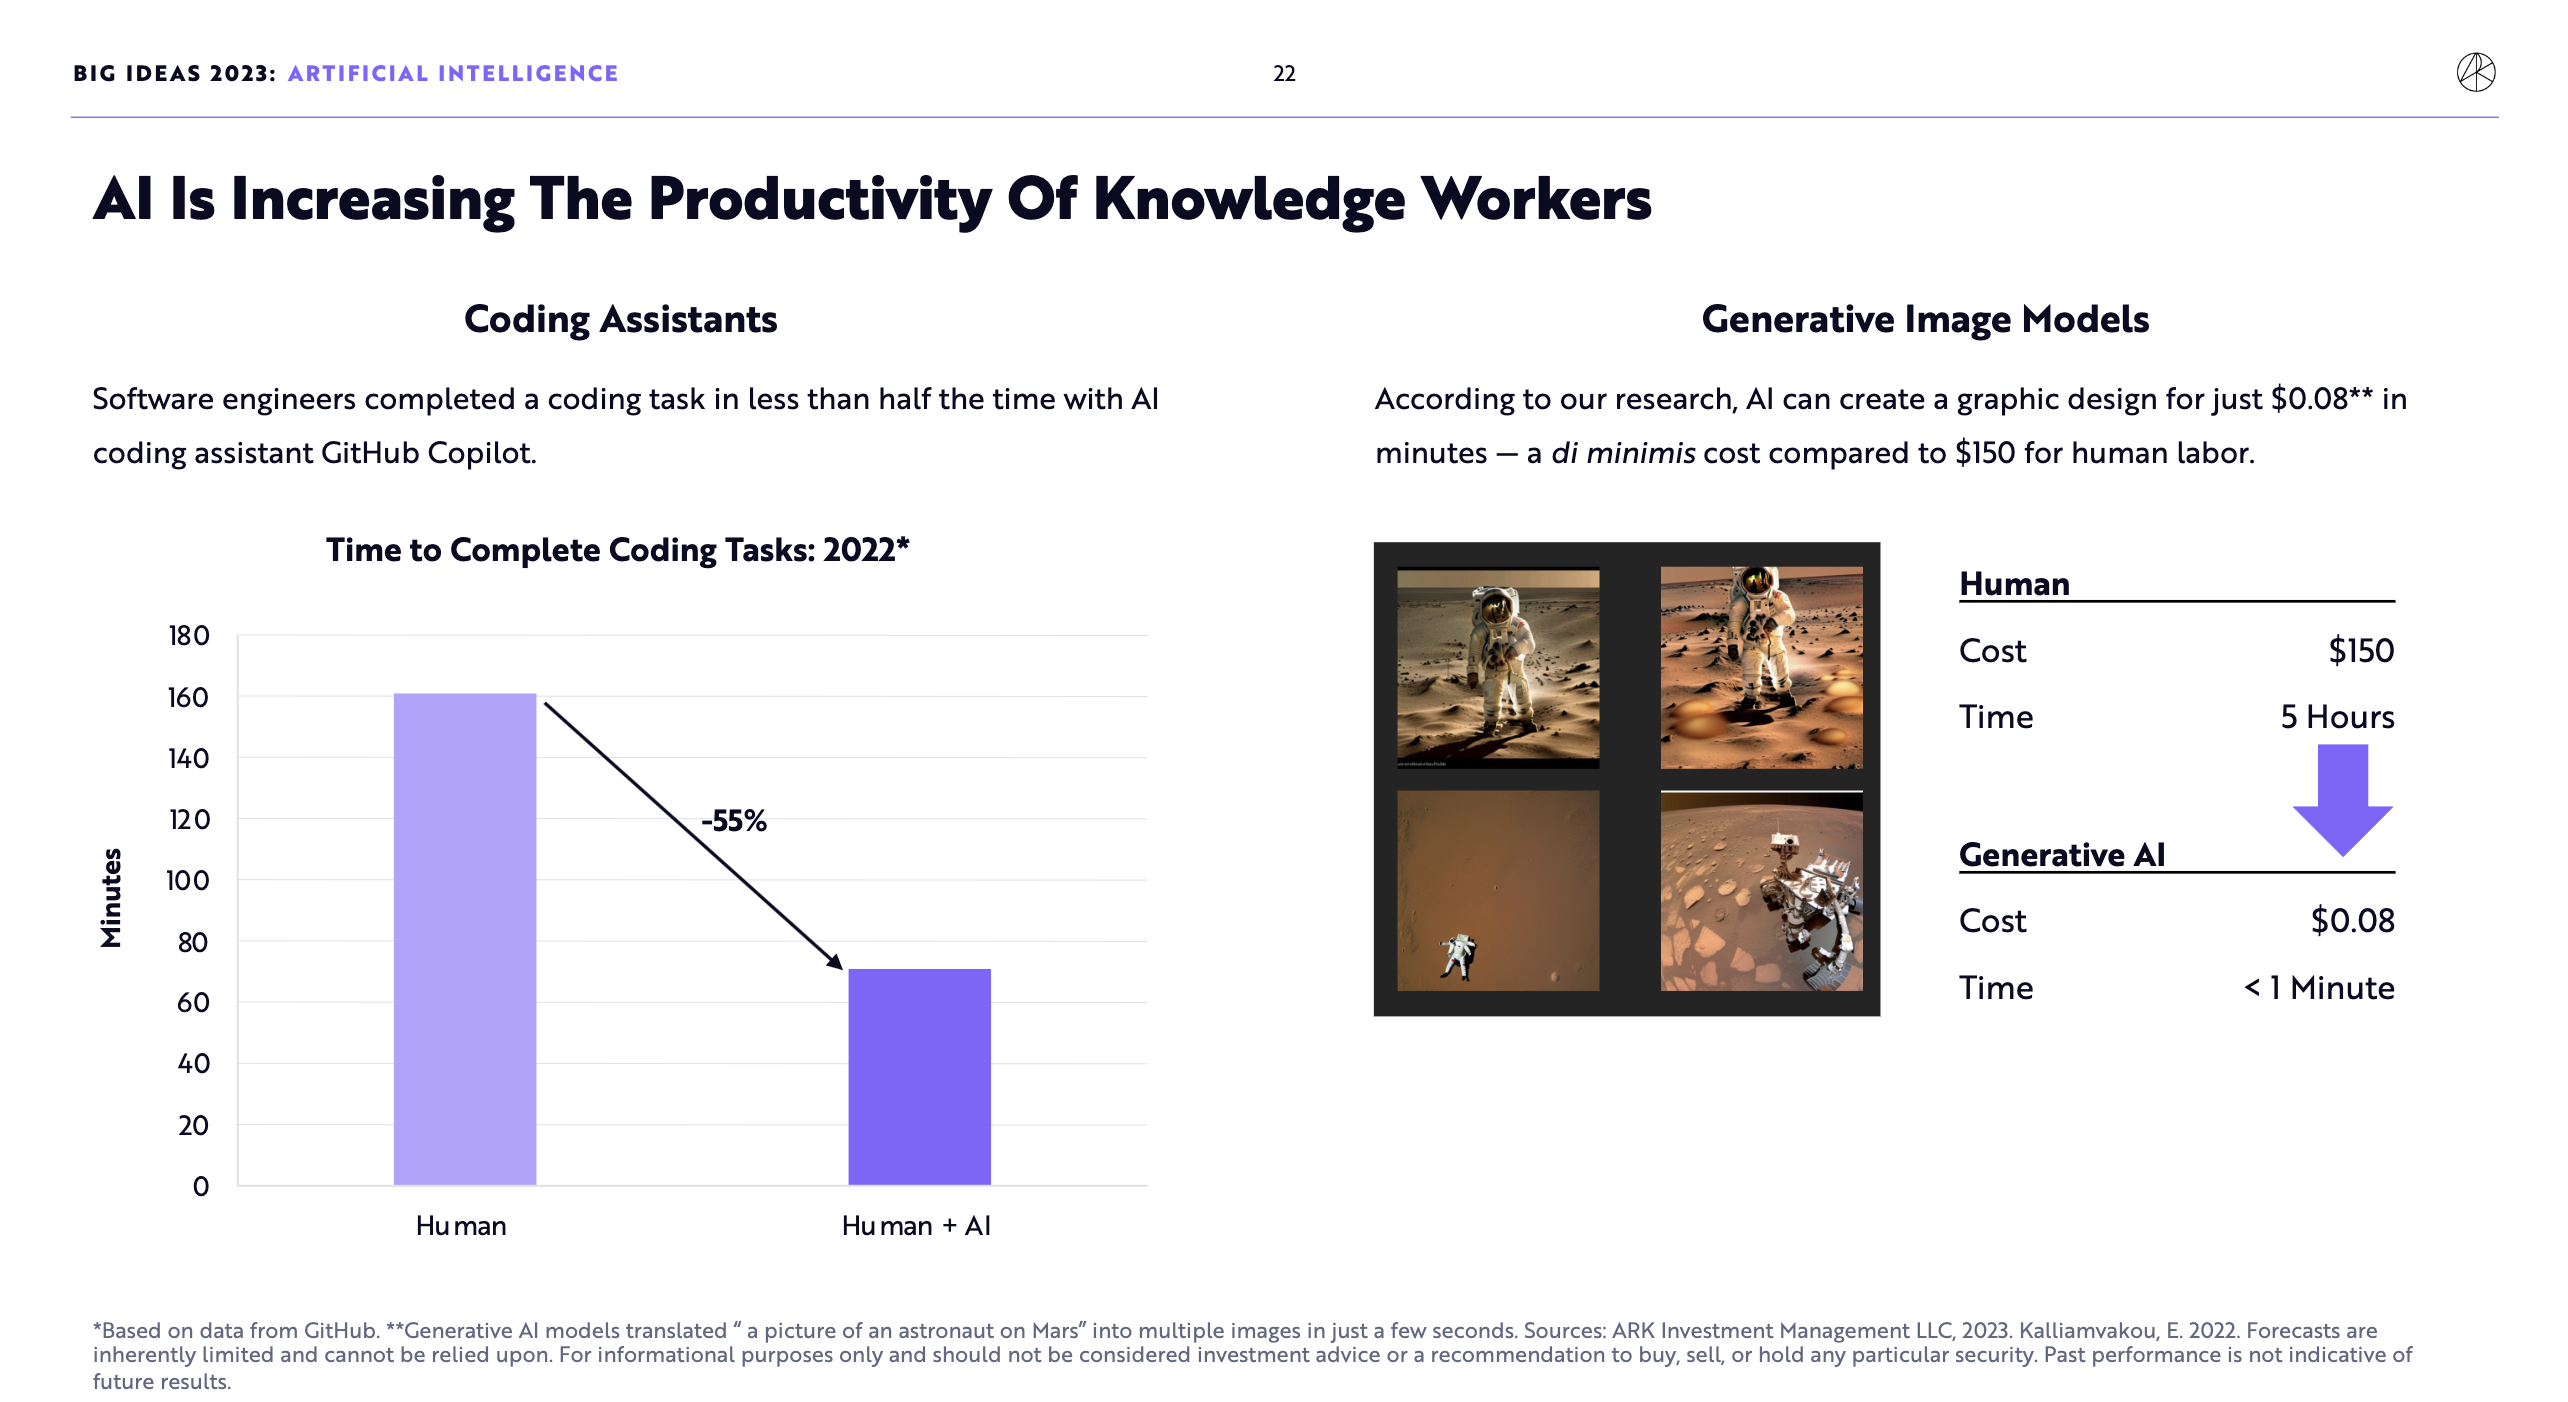 BIG IDEAS 2023: ARTIFICIAL INTELLIGENCE
22
AI Is Increasing The Productivity Of Knowledge Workers
Coding Assistants
Software engineers completed a coding task in less than half the time with AI
coding assistant GitHub Copilot.
Time to Complete Coding Tasks: 2022*
Minutes
180
160
140
120
100
80
60
40
20
0
-55%
Human
Human + AI
Generative Image Models
According to our research, AI can create a graphic design for just $0.08** in
minutes — a di minimis cost compared to $150 for human labor.
Human
Cost $150
Time 5 Hours
Generative AI
Cost $0.08
Time < 1 Minute
*Based on data from GitHub. **Generative AI models translated “ a picture of an astronaut on Mars” into multiple images in just a few seconds. Sources: ARK Investment Management LLC, 2023. Kalliamvakou, E. 2022. Forecasts are
inherently limited and cannot be relied upon. For informational purposes only and should not be considered investment advice or a recommendation to buy, sell, or hold any particular security. Past performance is not indicative of
future results.